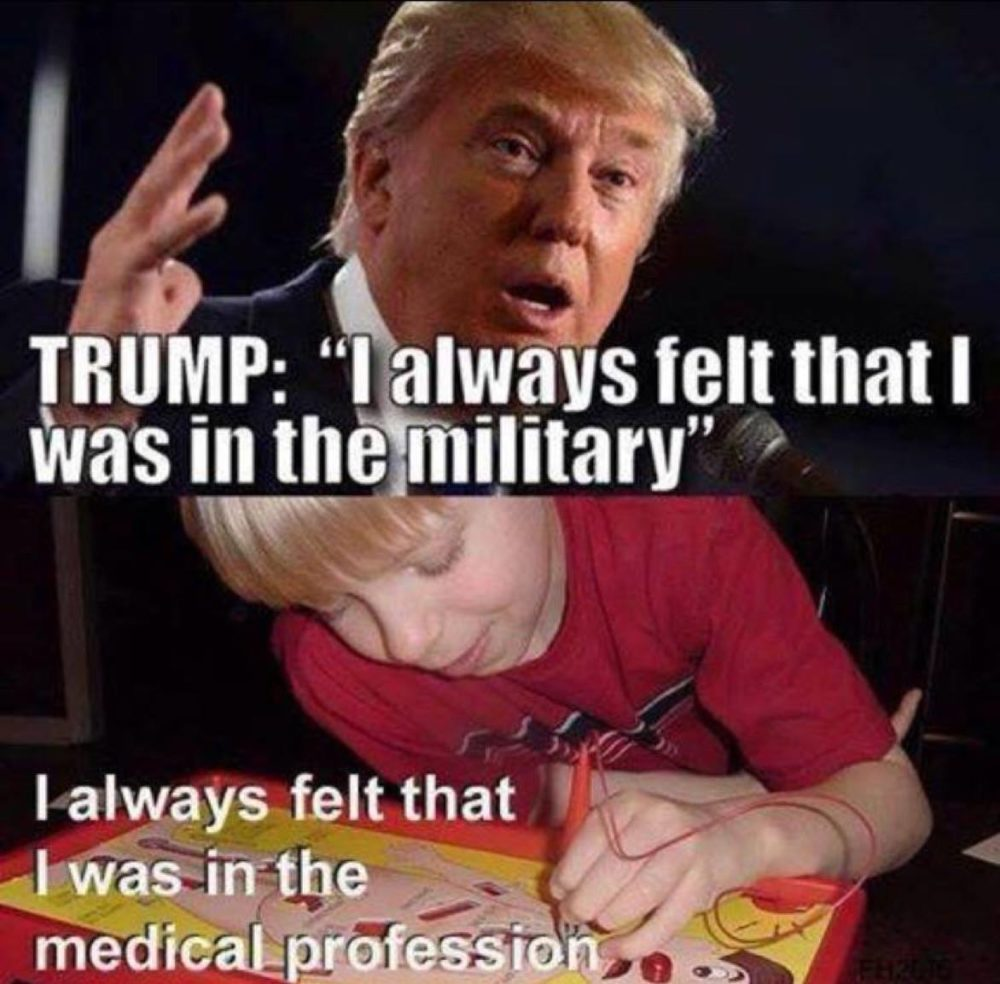 TRUMP: “I always felt that I
was in the military”
I always felt that
I was in the
medical profession